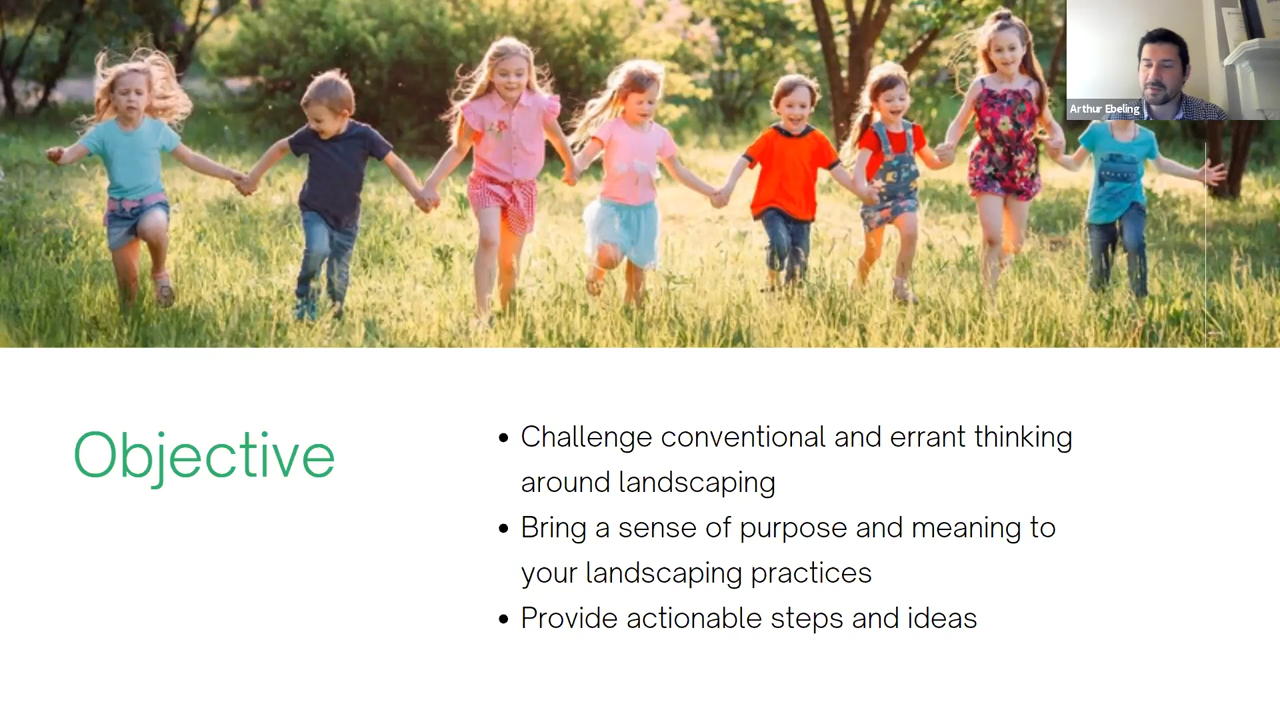 Arthur Ebeling
Objective
• Challenge conventional and errant thinking
around landscaping
• Bring a sense of purpose and meaning to
your landscaping practices
• Provide actionable steps and ideas